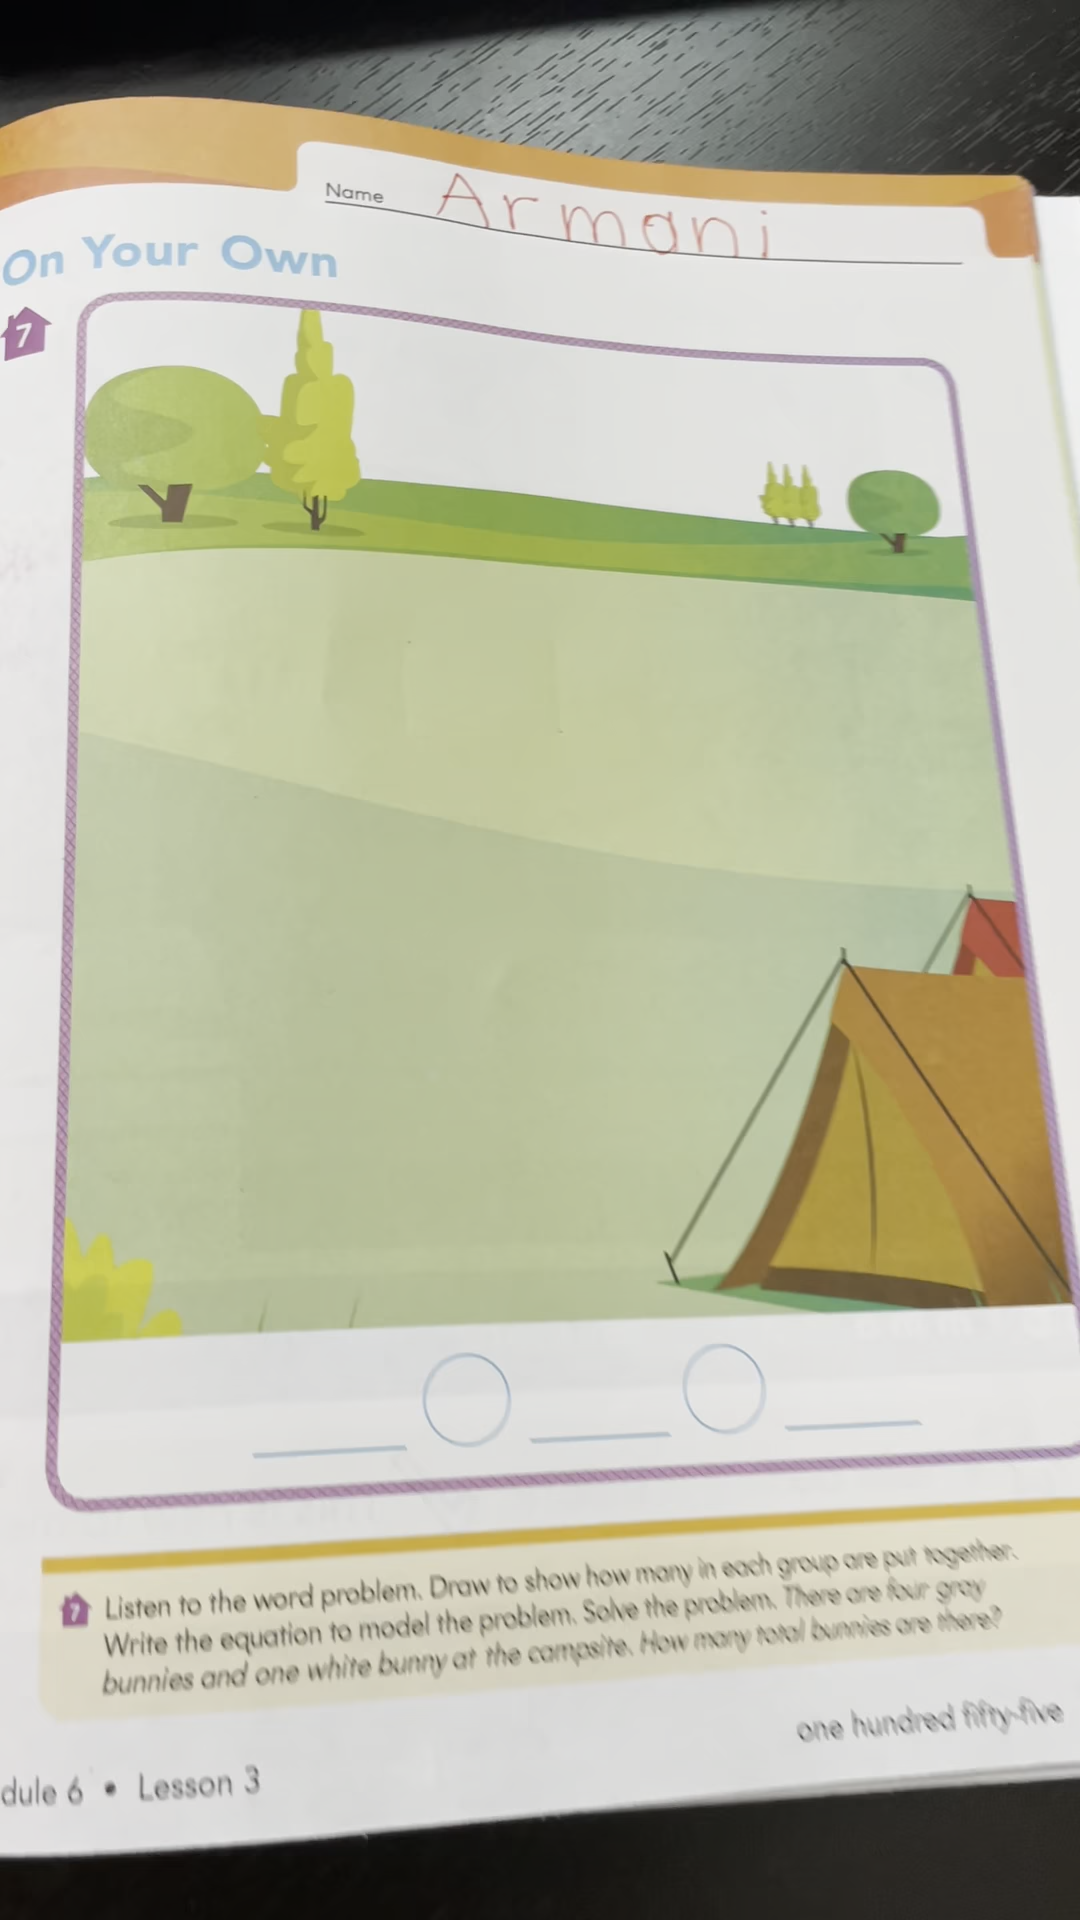 Name Armani
On Your Own
7
7 Listen to the word problem. Draw to show how many in each group are put together.
Write the equation to model the problem. Solve the problem. There are four gray
bunnies and one white bunny at the campsite. How many total bunnies are there?
one hundred fifty-five
dule 6 • Lesson 3